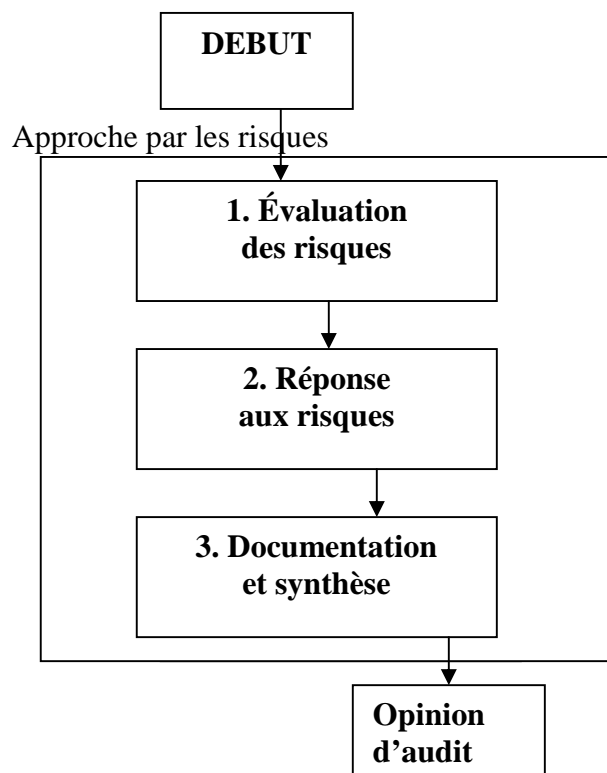 DEBUT
Approche par les risques
1. Évaluation
des risques
2. Réponse
aux risques
3. Documentation
et synthèse
Opinion
d’audit